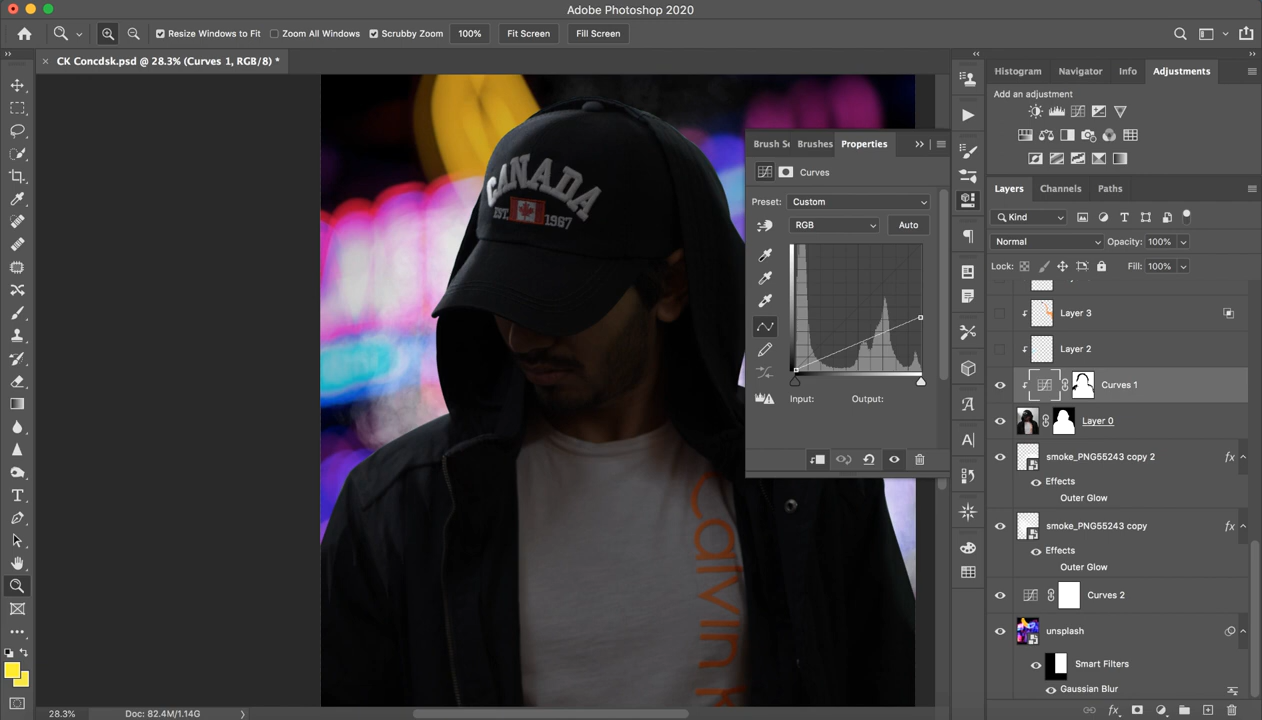 Adobe Photoshop 2020
Resize Windows to Fit
Zoom All Windows
Scrubby Zoom
100%
Fit Screen
Fill Screen
CK Concdsk.psd @ 28.3% (Curves 1, RGB/8) *
CANADA
EST. 1967
Calvin K
Brush Se
Brushes
Properties
Curves
Preset: Custom
RGB
Auto
Input:
Output:
Histogram
Navigator
Info
Adjustments
Add an adjustment
Layers
Channels
Paths
Kind
Normal
Opacity: 100%
Lock:
Fill: 100%
Layer 3
Layer 2
Curves 1
Layer 0
smoke_PNG55243 copy 2
fx
Effects
Outer Glow
smoke_PNG55243 copy
fx
Effects
Outer Glow
Curves 2
unsplash
Smart Filters
Gaussian Blur
fx
28.3%
Doc: 82.4M/1.14G